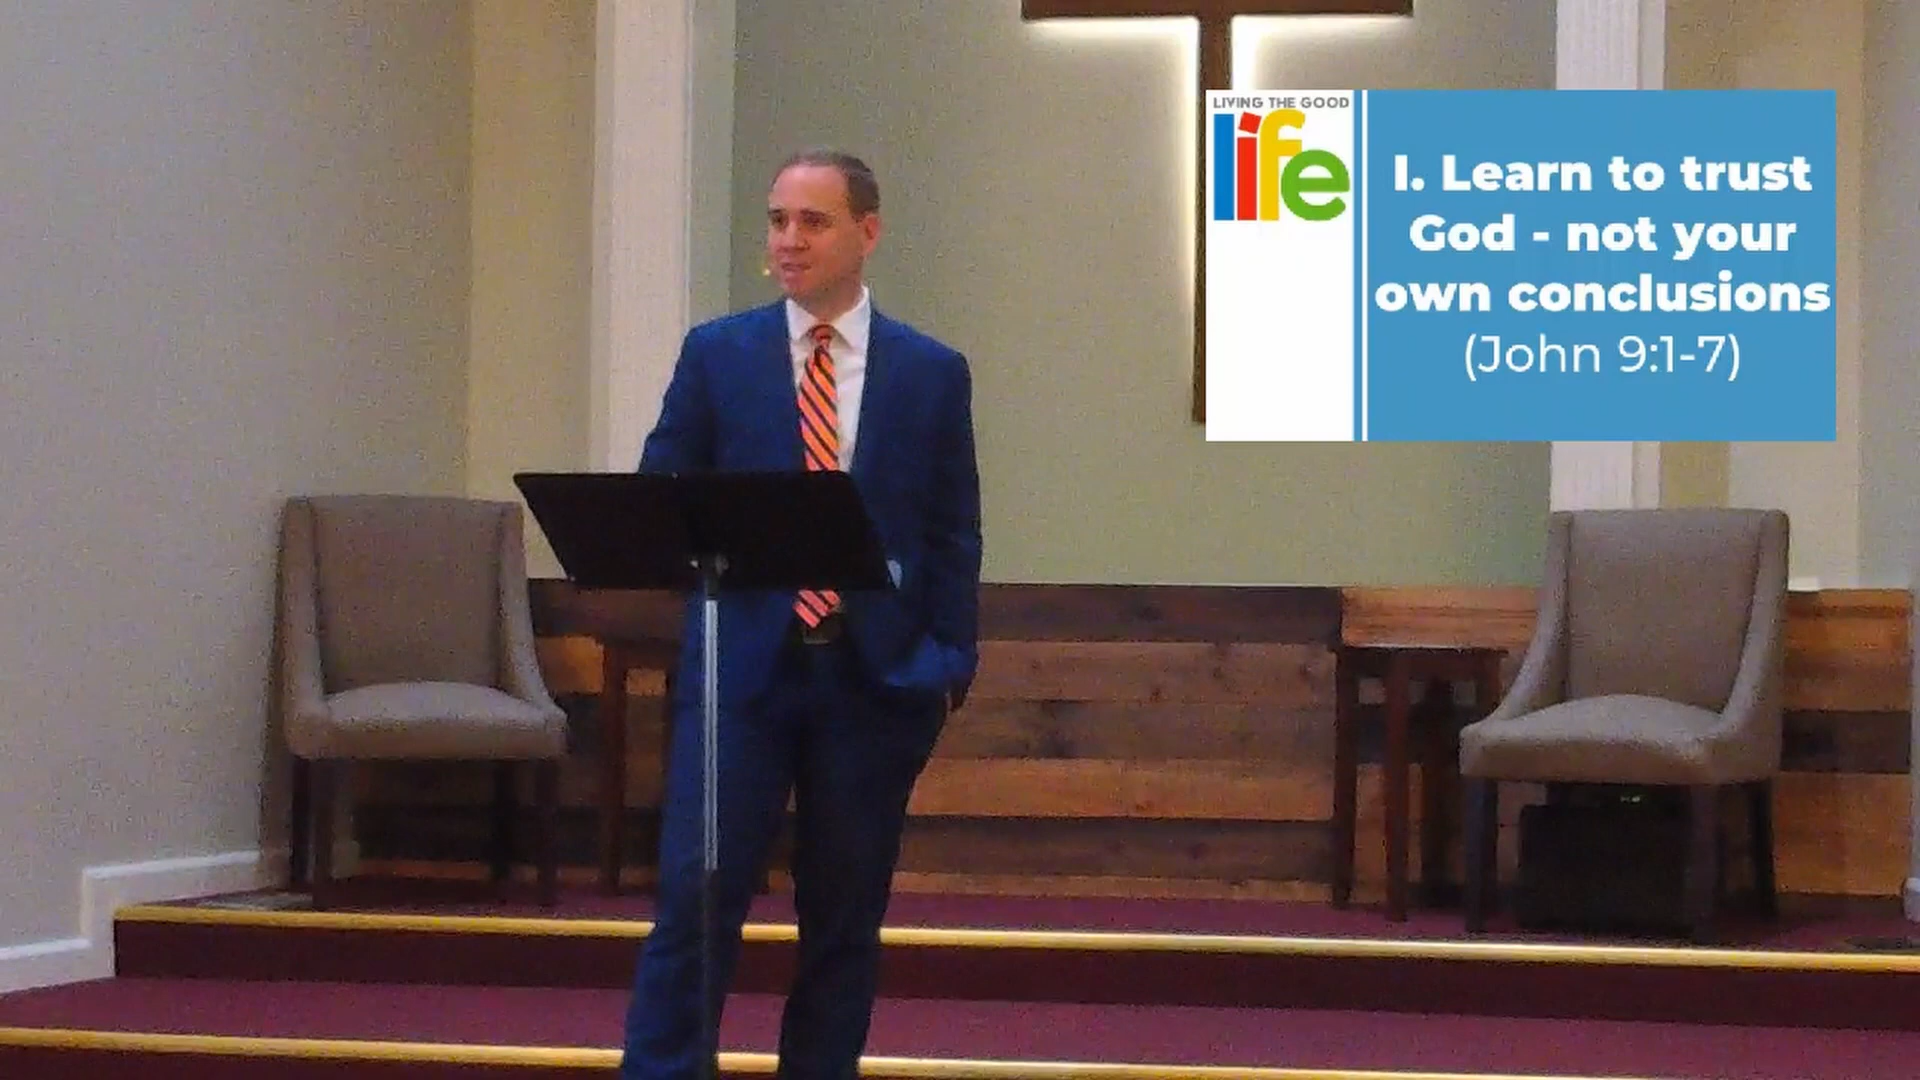 LIVING THE GOOD
life
I. Learn to trust
God - not your
own conclusions
(John 9:1-7)